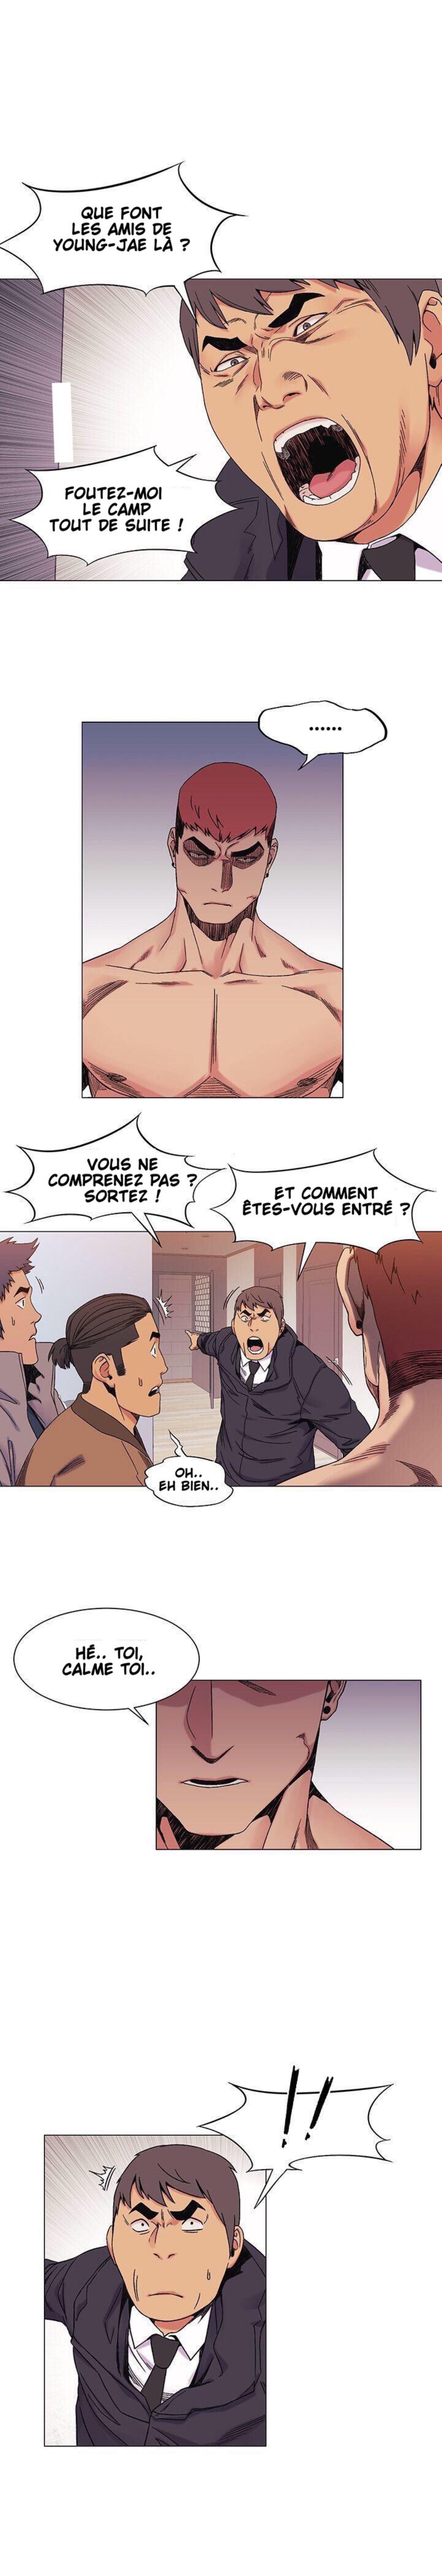 QUE FONT
LES AMIS DE
YOUNG-JAE LÀ ?
FOUTEZ-MOI
LE CAMP
TOUT DE SUITE !
......
VOUS NE
COMPRENEZ PAS ?
SORTEZ !
ET COMMENT
ÊTES-VOUS ENTRÉ ?
OH..
EH BIEN..
HÉ.. TOI,
CALME TOI..
!!